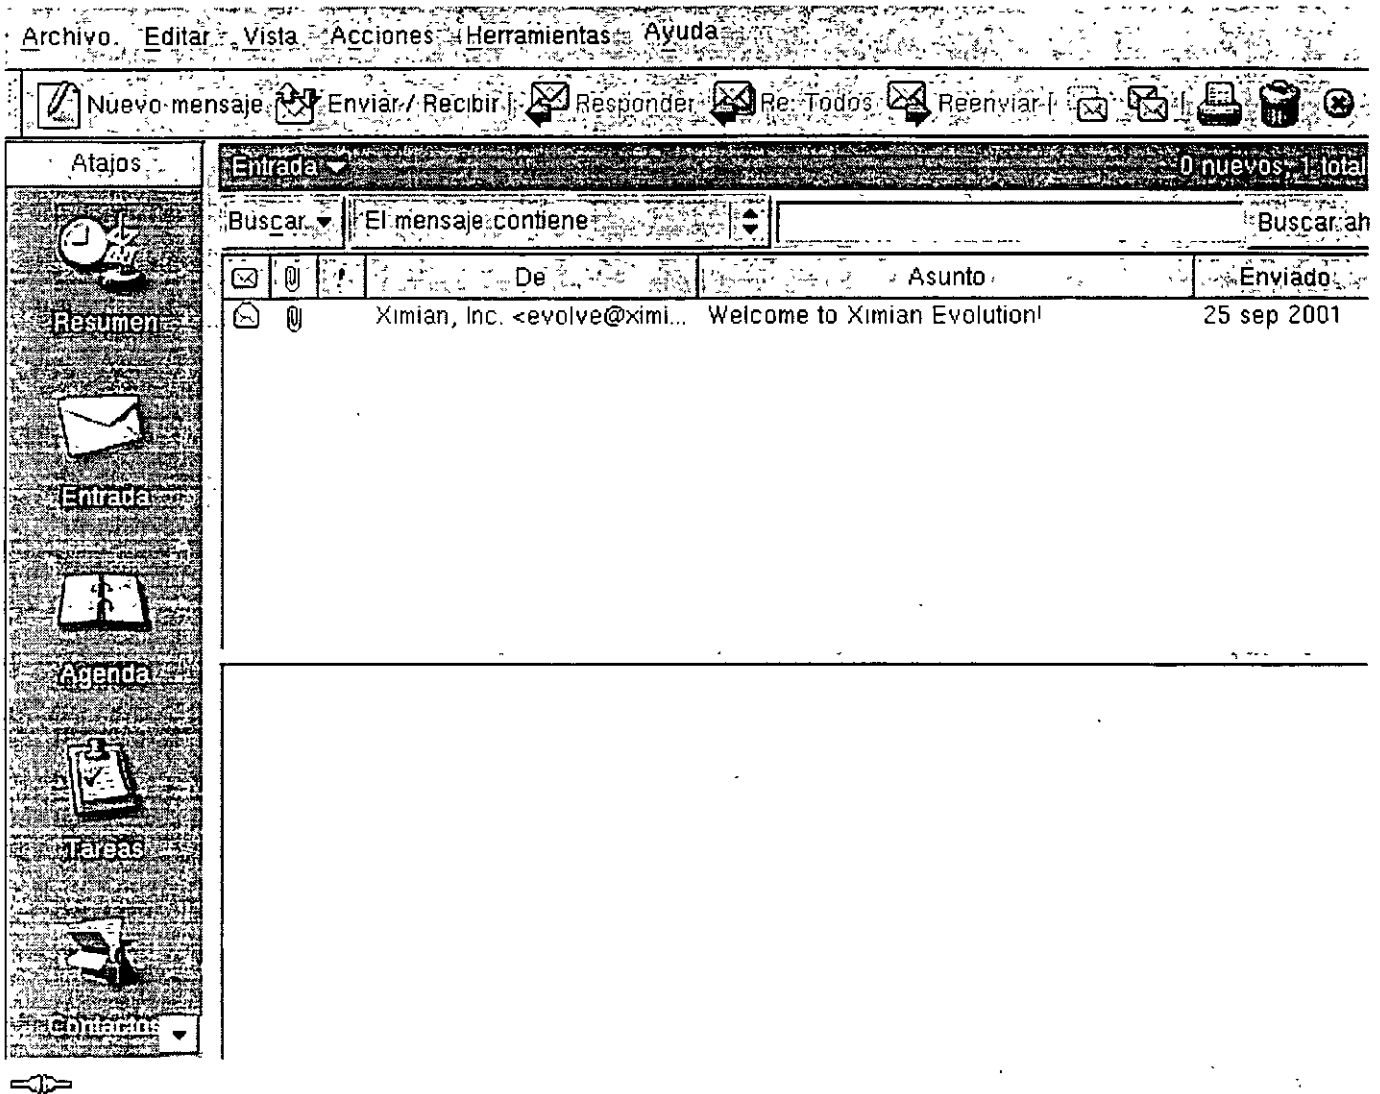 Archivo Editar Vista Acciones Herramientas Ayuda
Nuevo mensaje Enviar / Recibir Responder Re: Todos Reenviar
Atajos
Entrada 0 nuevos, 1 total
Buscar El mensaje contiene Buscar ah
! De Asunto Enviado
Ximian, Inc. <evolve@ximi... Welcome to Ximian Evolution! 25 sep 2001
Resumen
Entrada
Agenda
Tareas
Contactos